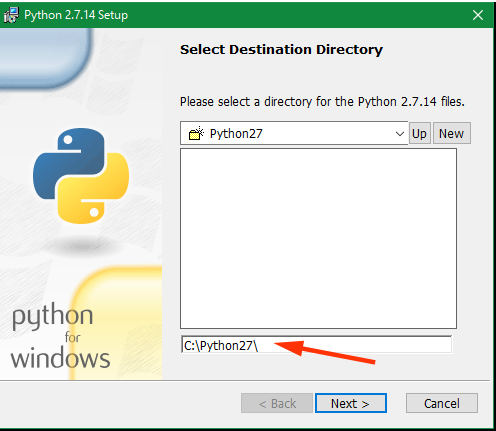 Python 2.7.14 Setup
Select Destination Directory
Please select a directory for the Python 2.7.14 files.
Python27
Up
New
C:\Python27\
python
for
windows
< Back
Next >
Cancel